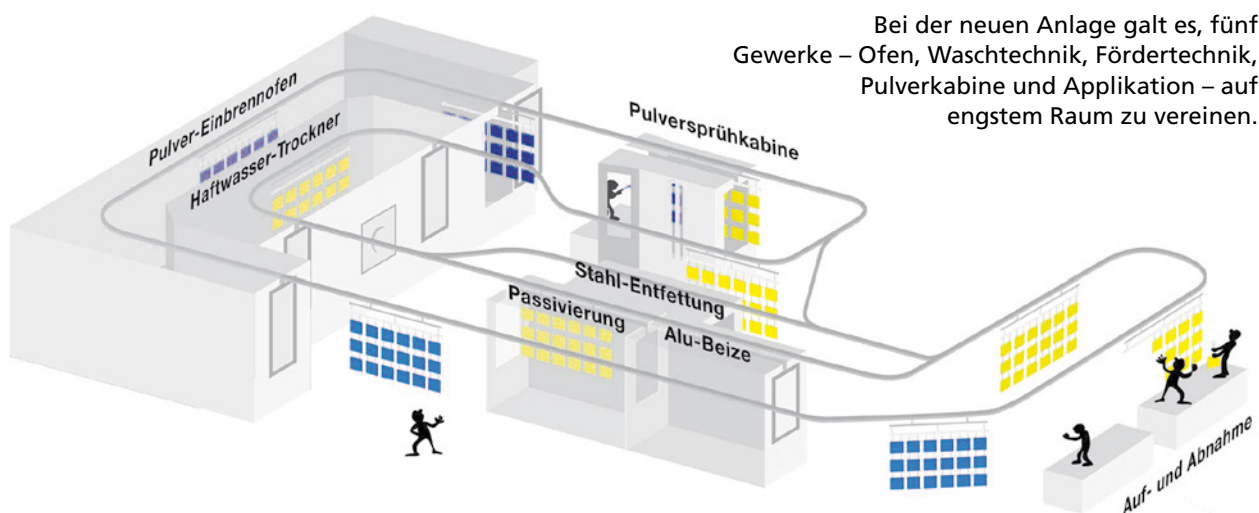 Bei der neuen Anlage galt es, fünf
Gewerke – Ofen, Waschtechnik, Fördertechnik,
Pulverkabine und Applikation – auf
engstem Raum zu vereinen.
Pulver-Einbrennofen
Haftwasser-Trockner
Pulversprühkabine
Stahl-Entfettung
Passivierung
Alu-Beize
Auf- und Abnahme